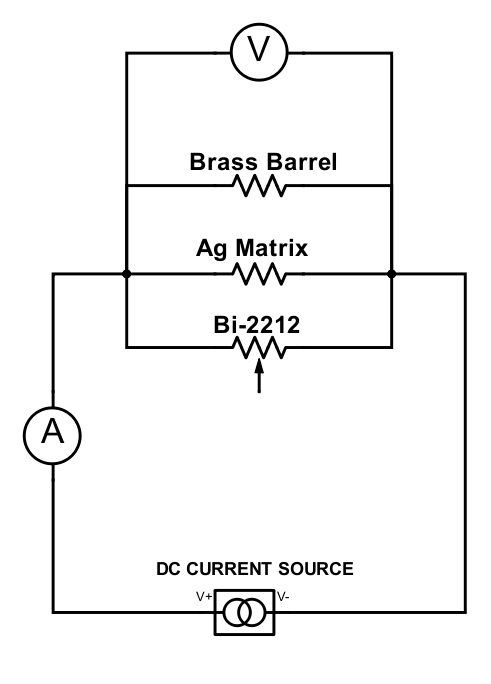 V
Brass Barrel
Ag Matrix
Bi-2212
A
DC CURRENT SOURCE
V+
V-